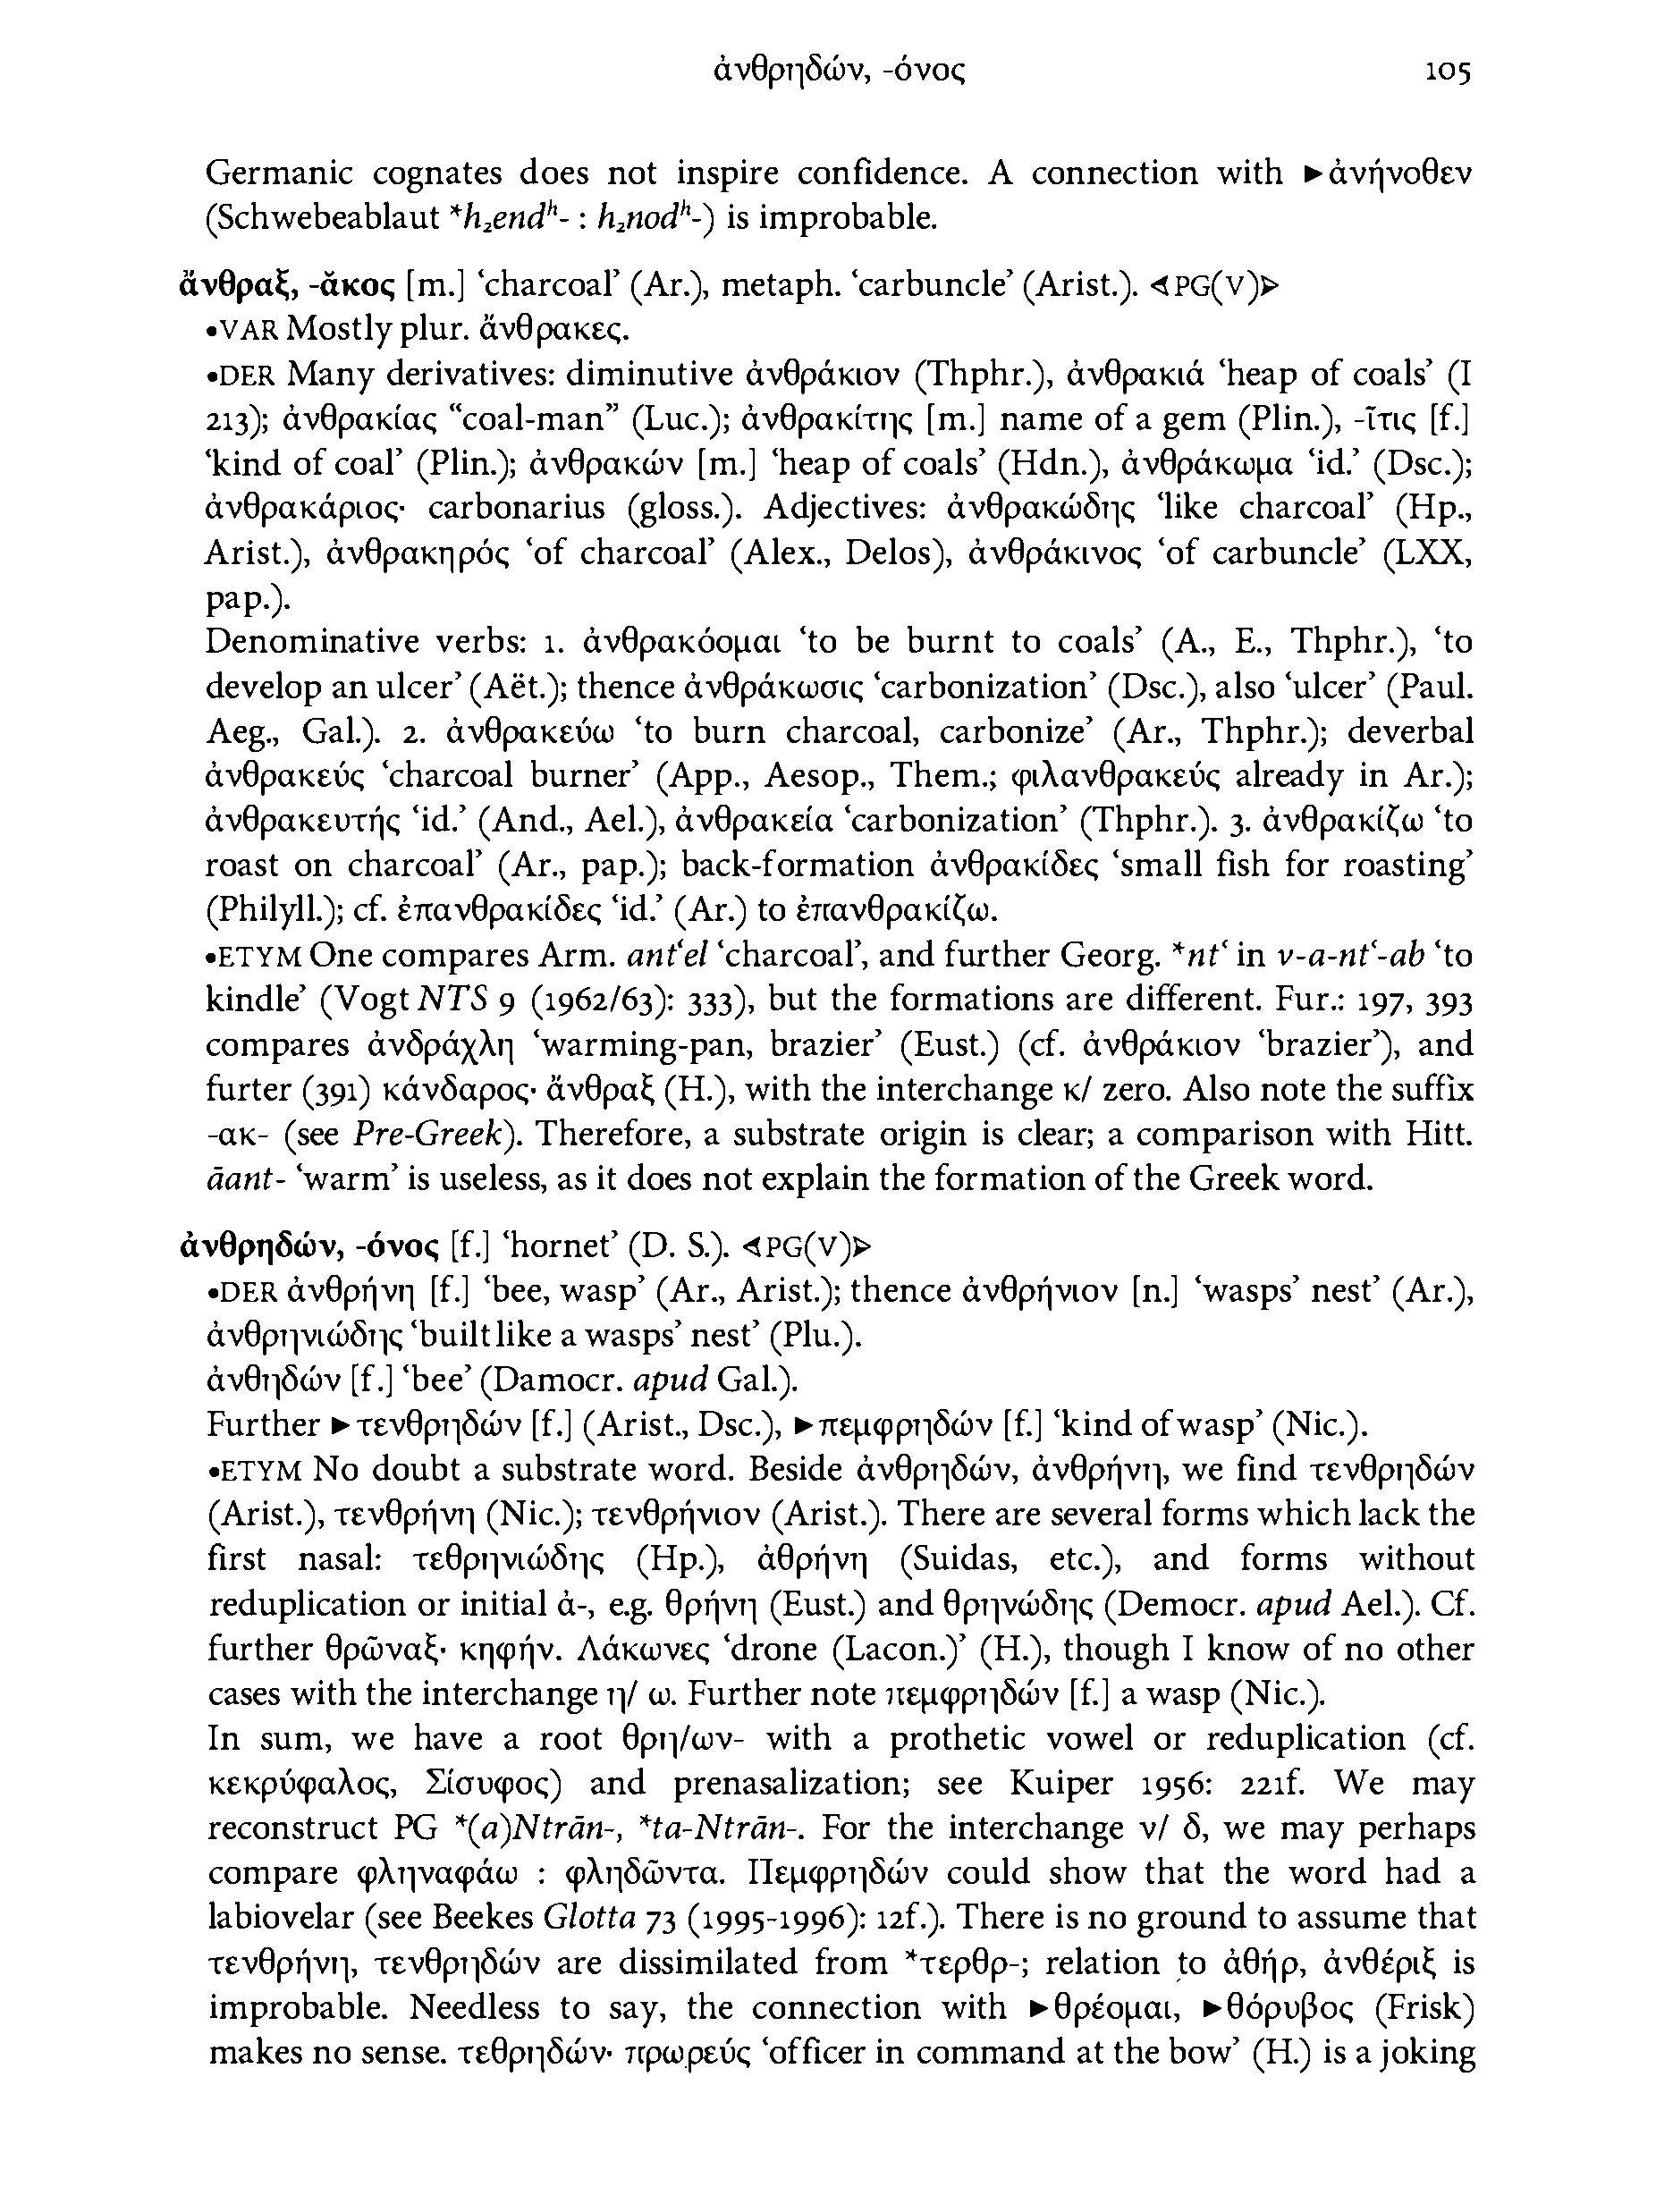 ἀνθρηδών, -όνος 105
Germanic cognates does not inspire confidence. A connection with ►ἀνήνοθεν
(Schwebeablaut *h₂endʰ- : h₂nodʰ-) is improbable.
ἄνθραξ, -ᾰκος [m.] ‘charcoal’ (Ar.), metaph. ‘carbuncle’ (Arist.). ◄PG(V)►
•VAR Mostly plur. ἄνθρακες.
•DER Many derivatives: diminutive ἀνθράκιον (Thphr.), ἀνθρακιά ‘heap of coals’ (I
213); ἀνθρακίας “coal-man” (Luc.); ἀνθρακίτης [m.] name of a gem (Plin.), -ῖτις [f.]
‘kind of coal’ (Plin.); ἀνθρακών [m.] ‘heap of coals’ (Hdn.), ἀνθράκωμα ‘id.’ (Dsc.);
ἀνθρακάριος· carbonarius (gloss.). Adjectives: ἀνθρακώδης ‘like charcoal’ (Hp.,
Arist.), ἀνθρακηρός ‘of charcoal’ (Alex., Delos), ἀνθράκινος ‘of carbuncle’ (LXX,
pap.).
Denominative verbs: 1. ἀνθρακόομαι ‘to be burnt to coals’ (A., E., Thphr.), ‘to
develop an ulcer’ (Aët.); thence ἀνθράκωσις ‘carbonization’ (Dsc.), also ‘ulcer’ (Paul.
Aeg., Gal.). 2. ἀνθρακεύω ‘to burn charcoal, carbonize’ (Ar., Thphr.); deverbal
ἀνθρακεύς ‘charcoal burner’ (App., Aesop., Them.; φιλανθρακεύς already in Ar.);
ἀνθρακευτής ‘id.’ (And., Ael.), ἀνθρακεία ‘carbonization’ (Thphr.). 3. ἀνθρακίζω ‘to
roast on charcoal’ (Ar., pap.); back-formation ἀνθρακίδες ‘small fish for roasting’
(Philyll.); cf. ἐπανθρακίδες ‘id.’ (Ar.) to ἐπανθρακίζω.
•ETYM One compares Arm. antʻel ‘charcoal’, and further Georg. *ntʻ in v-a-ntʻ-ab ‘to
kindle’ (Vogt NTS 9 (1962/63): 333), but the formations are different. Fur.: 197, 393
compares ἀνδράχλη ‘warming-pan, brazier’ (Eust.) (cf. ἀνθράκιον ‘brazier’), and
furter (391) κάνδαρος· ἄνθραξ (H.), with the interchange κ/ zero. Also note the suffix
-ακ- (see Pre-Greek). Therefore, a substrate origin is clear; a comparison with Hitt.
āant- ‘warm’ is useless, as it does not explain the formation of the Greek word.
ἀνθρηδών, -όνος [f.] ‘hornet’ (D. S.). ◄PG(V)►
•DER ἀνθρήνη [f.] ‘bee, wasp’ (Ar., Arist.); thence ἀνθρήνιον [n.] ‘wasps’ nest’ (Ar.),
ἀνθρηνιώδης ‘built like a wasps’ nest’ (Plu.).
ἀνθηδών [f.] ‘bee’ (Damocr. apud Gal.).
Further ►τενθρηδών [f.] (Arist., Dsc.), ►πεμφρηδών [f.] ‘kind of wasp’ (Nic.).
•ETYM No doubt a substrate word. Beside ἀνθρηδών, ἀνθρήνη, we find τενθρηδών
(Arist.), τενθρήνη (Nic.); τενθρήνιον (Arist.). There are several forms which lack the
first nasal: τεθρηνιώδης (Hp.), ἀθρήνη (Suidas, etc.), and forms without
reduplication or initial ἀ-, e.g. θρήνη (Eust.) and θρηνώδης (Democr. apud Ael.). Cf.
further θρῶναξ· κηφήν. Λάκωνες ‘drone (Lacon.)’ (H.), though I know of no other
cases with the interchange η/ ω. Further note πεμφρηδών [f.] a wasp (Nic.).
In sum, we have a root θρη/ων- with a prothetic vowel or reduplication (cf.
κεκρύφαλος, Σίσυφος) and prenasalization; see Kuiper 1956: 221f. We may
reconstruct PG *(a)Ntrān-, *ta-Ntrān-. For the interchange ν/ δ, we may perhaps
compare φληναφάω : φληδῶντα. Πεμφρηδών could show that the word had a
labiovelar (see Beekes Glotta 73 (1995-1996): 12f.). There is no ground to assume that
τενθρήνη, τενθρηδών are dissimilated from *τερθρ-; relation to ἀθήρ, ἀνθέριξ is
improbable. Needless to say, the connection with ►θρέομαι, ►θόρυβος (Frisk)
makes no sense. τεθρηδών· πρῳρεύς ‘officer in command at the bow’ (H.) is a joking